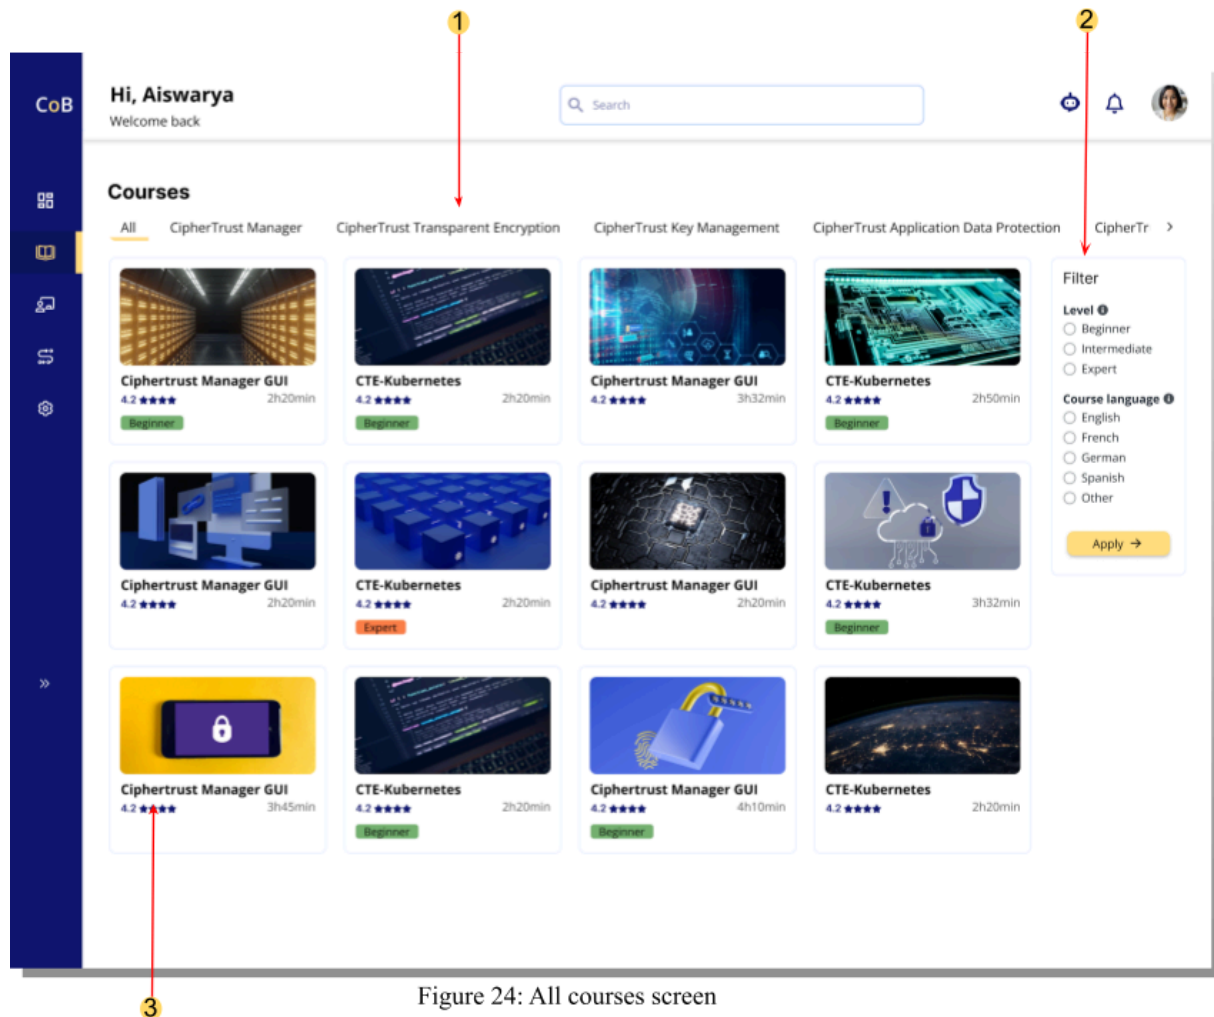 1
2
CoB
Hi, Aiswarya
Welcome back
Search
Courses
All CipherTrust Manager CipherTrust Transparent Encryption CipherTrust Key Management CipherTrust Application Data Protection CipherTr
Ciphertrust Manager GUI
4.2 2h20min
Beginner
CTE-Kubernetes
4.2 2h20min
Beginner
Ciphertrust Manager GUI
4.2 3h32min
CTE-Kubernetes
4.2 2h50min
Beginner
Filter
Level
Beginner
Intermediate
Expert
Course language
English
French
German
Spanish
Other
Apply →
Ciphertrust Manager GUI
4.2 2h20min
CTE-Kubernetes
4.2 2h20min
Expert
Ciphertrust Manager GUI
4.2 2h20min
CTE-Kubernetes
4.2 3h32min
Beginner
Ciphertrust Manager GUI
4.2 3h45min
CTE-Kubernetes
4.2 2h20min
Beginner
Ciphertrust Manager GUI
4.2 4h10min
Beginner
CTE-Kubernetes
4.2 2h20min
3
Figure 24: All courses screen